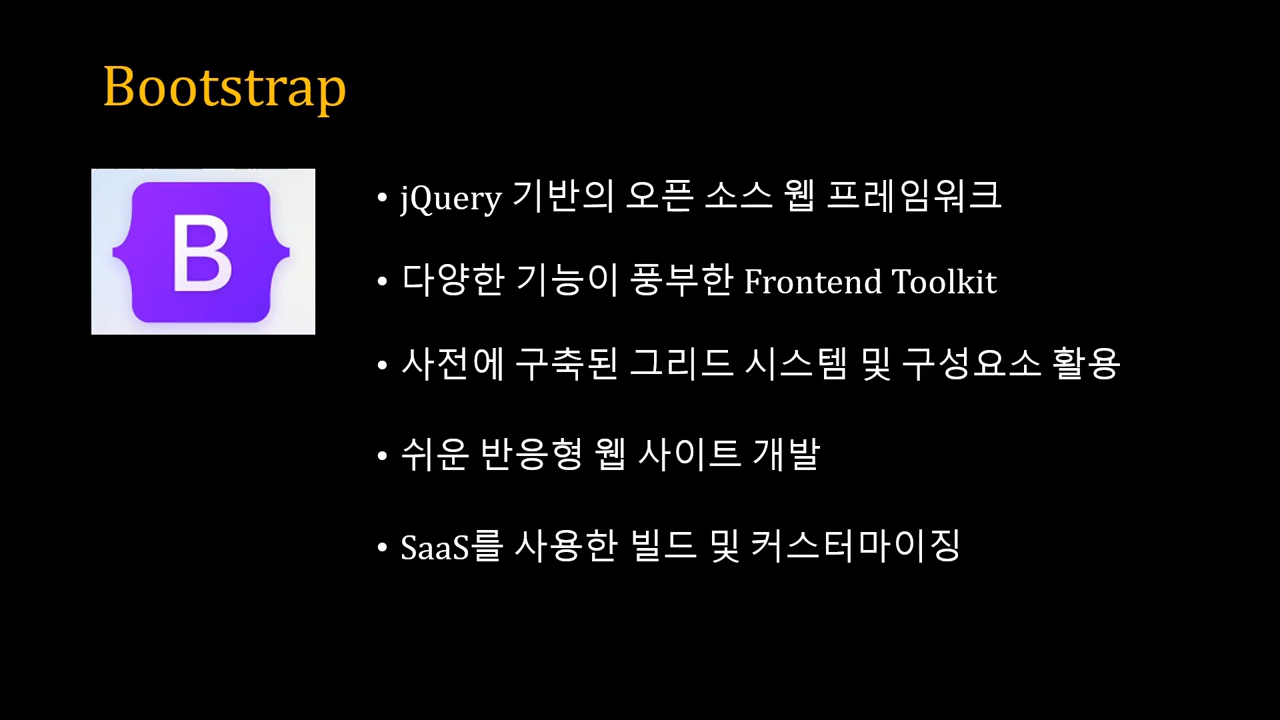 Bootstrap
B
• jQuery 기반의 오픈 소스 웹 프레임워크
• 다양한 기능이 풍부한 Frontend Toolkit
• 사전에 구축된 그리드 시스템 및 구성요소 활용
• 쉬운 반응형 웹 사이트 개발
• SaaS를 사용한 빌드 및 커스터마이징